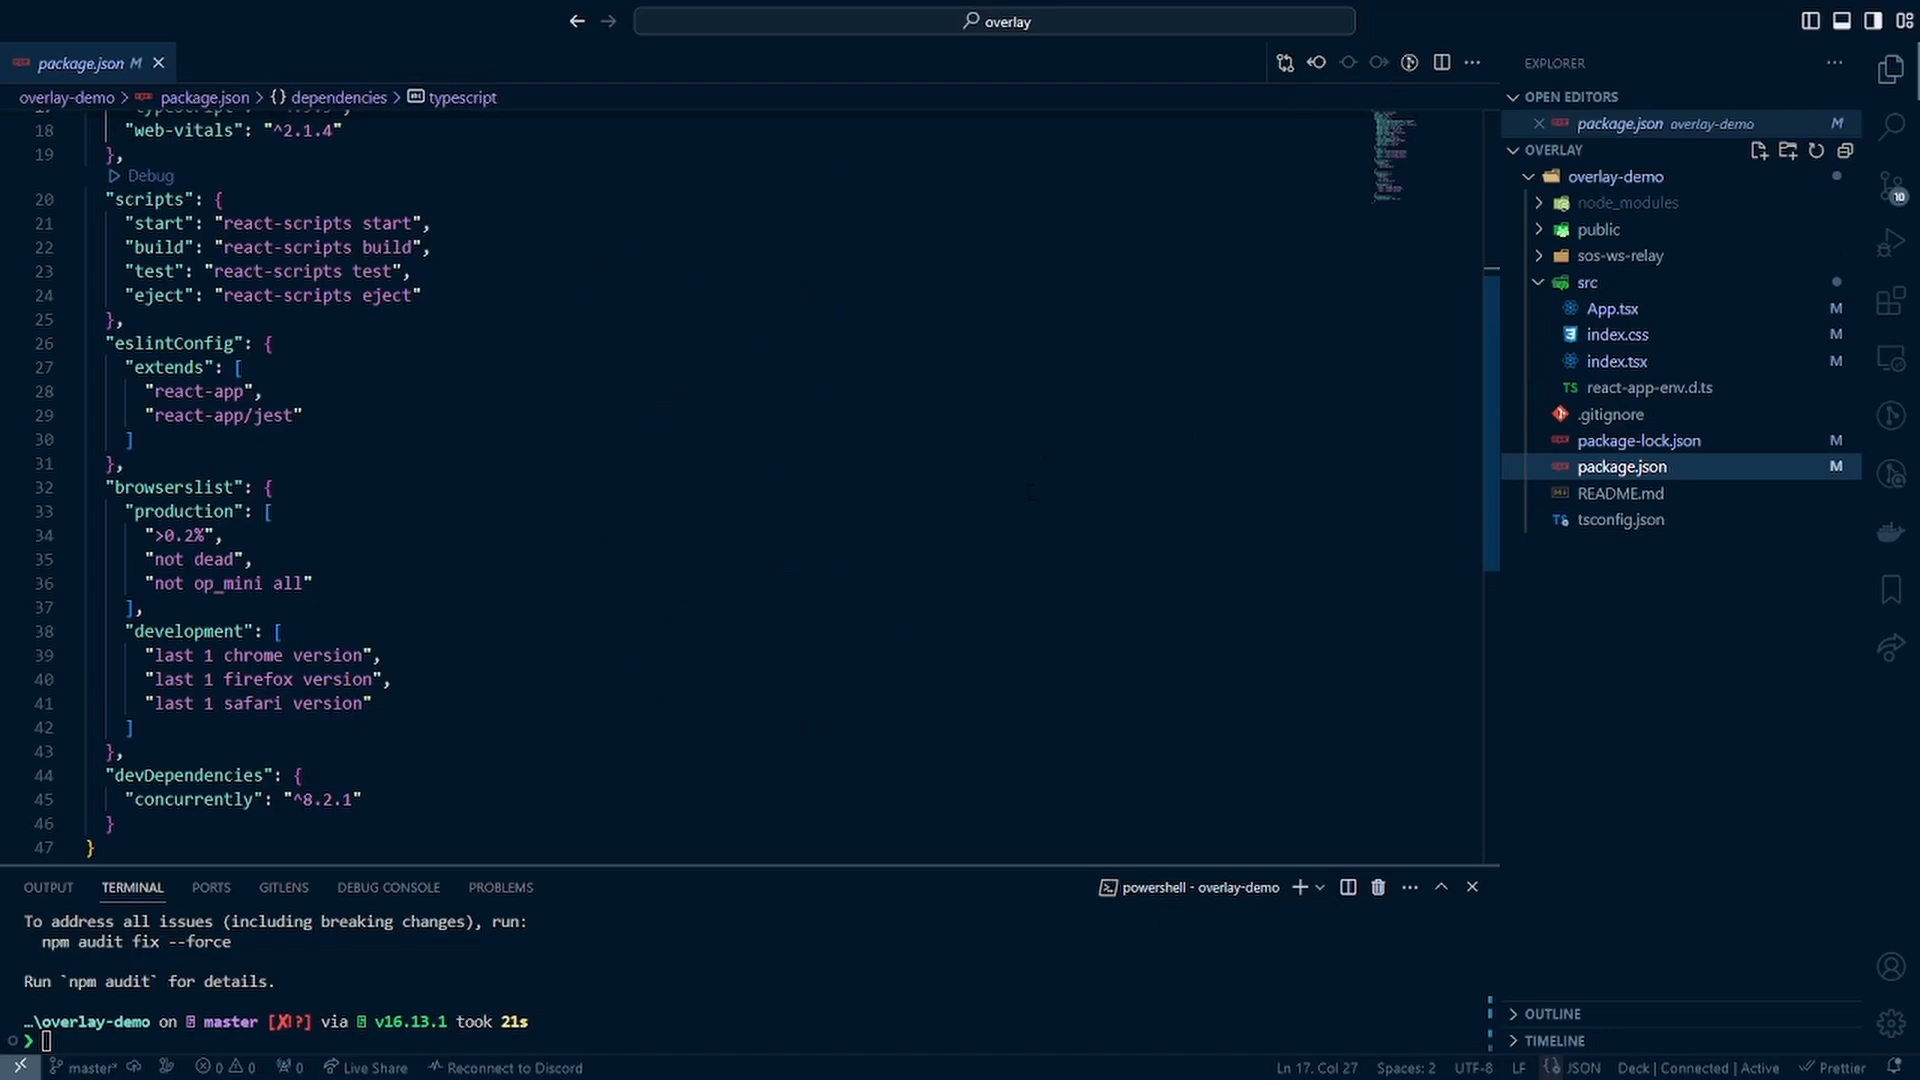 overlay
package.json M
overlay-demo > package.json > {} dependencies > typescript
18 "web-vitals": "^2.1.4"
19 },
Debug
20 "scripts": {
21 "start": "react-scripts start",
22 "build": "react-scripts build",
23 "test": "react-scripts test",
24 "eject": "react-scripts eject"
25 },
26 "eslintConfig": {
27 "extends": [
28 "react-app",
29 "react-app/jest"
30 ]
31 },
32 "browserslist": {
33 "production": [
34 ">0.2%",
35 "not dead",
36 "not op_mini all"
37 ],
38 "development": [
39 "last 1 chrome version",
40 "last 1 firefox version",
41 "last 1 safari version"
42 ]
43 },
44 "devDependencies": {
45 "concurrently": "^8.2.1"
46 }
47 }
OUTPUT TERMINAL PORTS GITLENS DEBUG CONSOLE PROBLEMS
powershell - overlay-demo
To address all issues (including breaking changes), run:
npm audit fix --force
Run `npm audit` for details.
…\overlay-demo on master [✘!?] via v16.13.1 took 21s
❯
EXPLORER
OPEN EDITORS
package.json overlay-demo M
OVERLAY
overlay-demo
node_modules
public
sos-ws-relay
src
App.tsx M
index.css M
index.tsx M
TS react-app-env.d.ts
.gitignore
package-lock.json M
package.json M
README.md
tsconfig.json
OUTLINE
TIMELINE
10
master* 0 0 0 Live Share Reconnect to Discord
Ln 17, Col 27 Spaces: 2 UTF-8 LF JSON Deck | Connected | Active Prettier